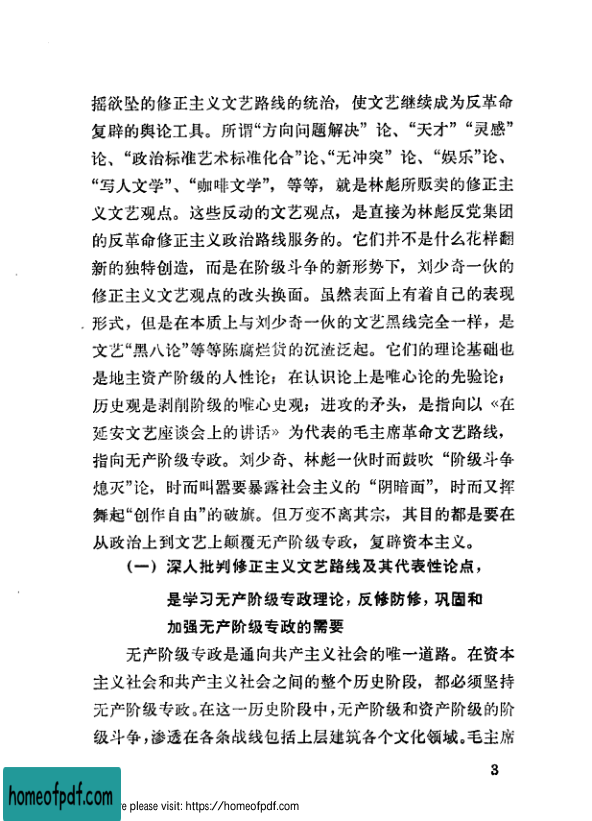 摇欲坠的修正主义文艺路线的统治，使文艺继续成为反革命
复辟的舆论工具。所谓“方向问题解决”论、“天才”“灵感”
论、“政治标准艺术标准化合”论、“无冲突”论、“娱乐”论、
“写人文学”、“咖啡文学”，等等，就是林彪所贩卖的修正主
义文艺观点。这些反动的文艺观点，是直接为林彪反党集团
的反革命修正主义政治路线服务的。它们并不是什么花样翻
新的独特创造，而是在阶级斗争的新形势下，刘少奇一伙的
修正主义文艺观点的改头换面。虽然表面上有着自己的表现
形式，但是在本质上与刘少奇一伙的文艺黑线完全一样，是
文艺“黑八论”等等陈腐烂货的沉渣泛起。它们的理论基础也
是地主资产阶级的人性论；在认识论上是唯心论的先验论；
历史观是剥削阶级的唯心史观；进攻的矛头，是指向以《在
延安文艺座谈会上的讲话》为代表的毛主席革命文艺路线，
指向无产阶级专政。刘少奇、林彪一伙时而鼓吹“阶级斗争
熄灭”论，时而叫嚣要暴露社会主义的“阴暗面”，时而又挥
舞起“创作自由”的破旗。但万变不离其宗，其目的都是要在
从政治上到文艺上颠覆无产阶级专政，复辟资本主义。
（一）深入批判修正主义文艺路线及其代表性论点，
是学习无产阶级专政理论，反修防修，巩固和
加强无产阶级专政的需要
无产阶级专政是通向共产主义社会的唯一道路。在资本
主义社会和共产主义社会之间的整个历史阶段，都必须坚持
无产阶级专政。在这一历史阶段中，无产阶级和资产阶级的阶
级斗争，渗透在各条战线包括上层建筑各个文化领域。毛主席
3
homeofpdf.com
re please visit: https://homeofpdf.com